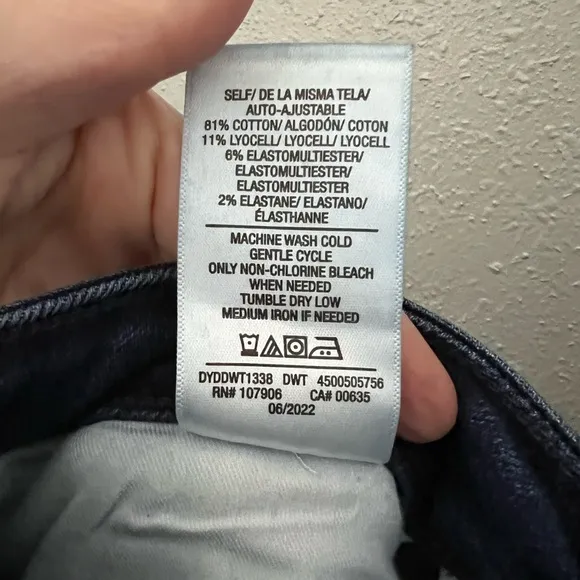 SELF/ DE LA MISMA TELA/
AUTO-AJUSTABLE
81% COTTON/ ALGODÓN/ COTON
11% LYOCELL/ LYOCELL/ LYOCELL
6% ELASTOMULTIESTER/
ELASTOMULTIESTER/
ELASTOMULTIESTER
2% ELASTANE/ ELASTANO/
ÉLASTHANNE
MACHINE WASH COLD
GENTLE CYCLE
ONLY NON-CHLORINE BLEACH
WHEN NEEDED
TUMBLE DRY LOW
MEDIUM IRON IF NEEDED
DYDDWT1338 DWT 4500505756
RN# 107906 CA# 00635
06/2022